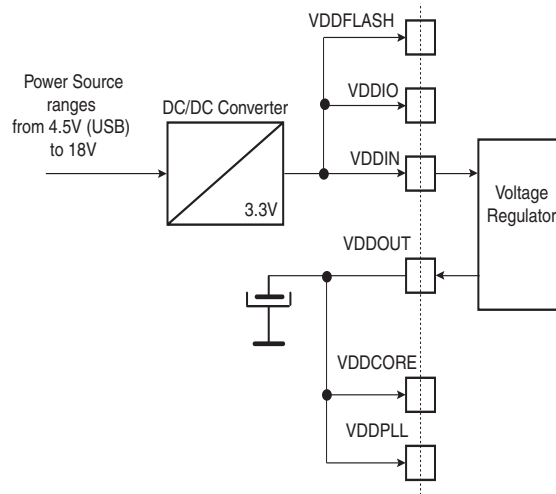 VDDFLASH
Power Source
ranges
from 4.5V (USB)
to 18V
DC/DC Converter
VDDIO
VDDIN
3.3V
Voltage
Regulator
VDDOUT
VDDCORE
VDDPLL